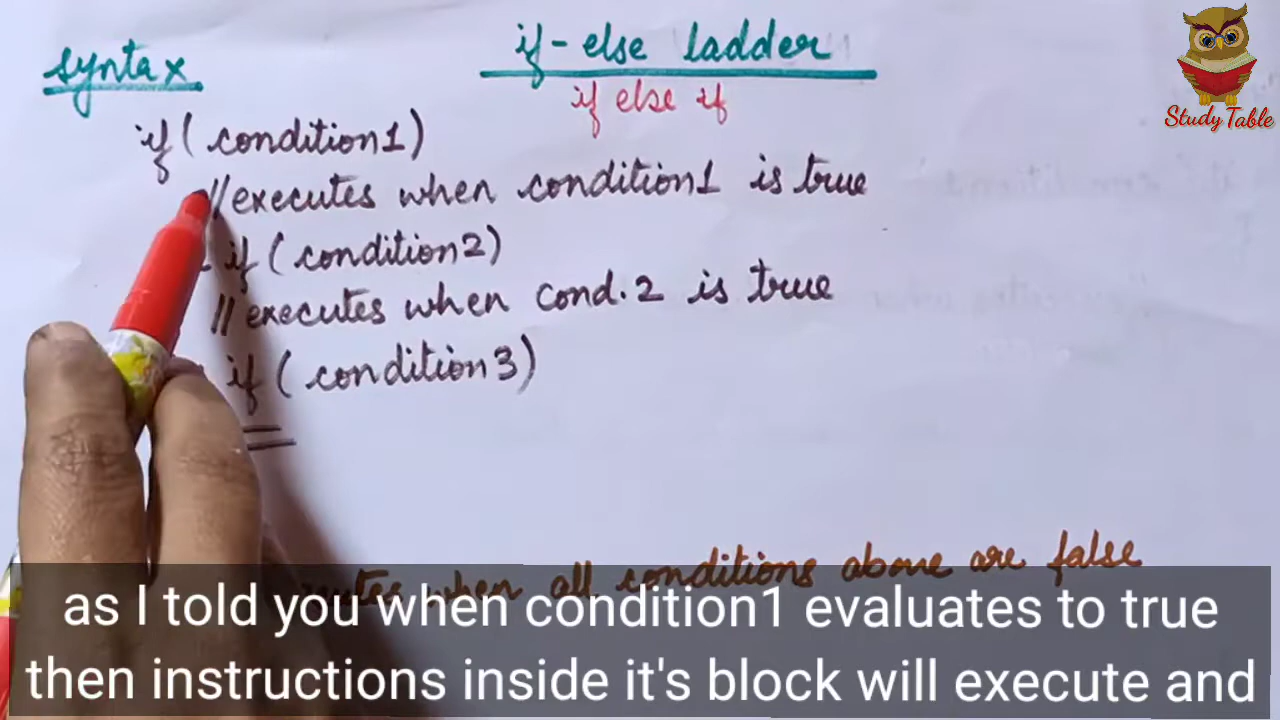 syntax
if-else ladder
if else if
Study Table
if( condition1)
//executes when condition1 is true
if ( condition2)
// executes when cond. 2 is true
if ( condition3)
when all conditions above are false
as I told you when condition1 evaluates to true
then instructions inside it's block will execute and